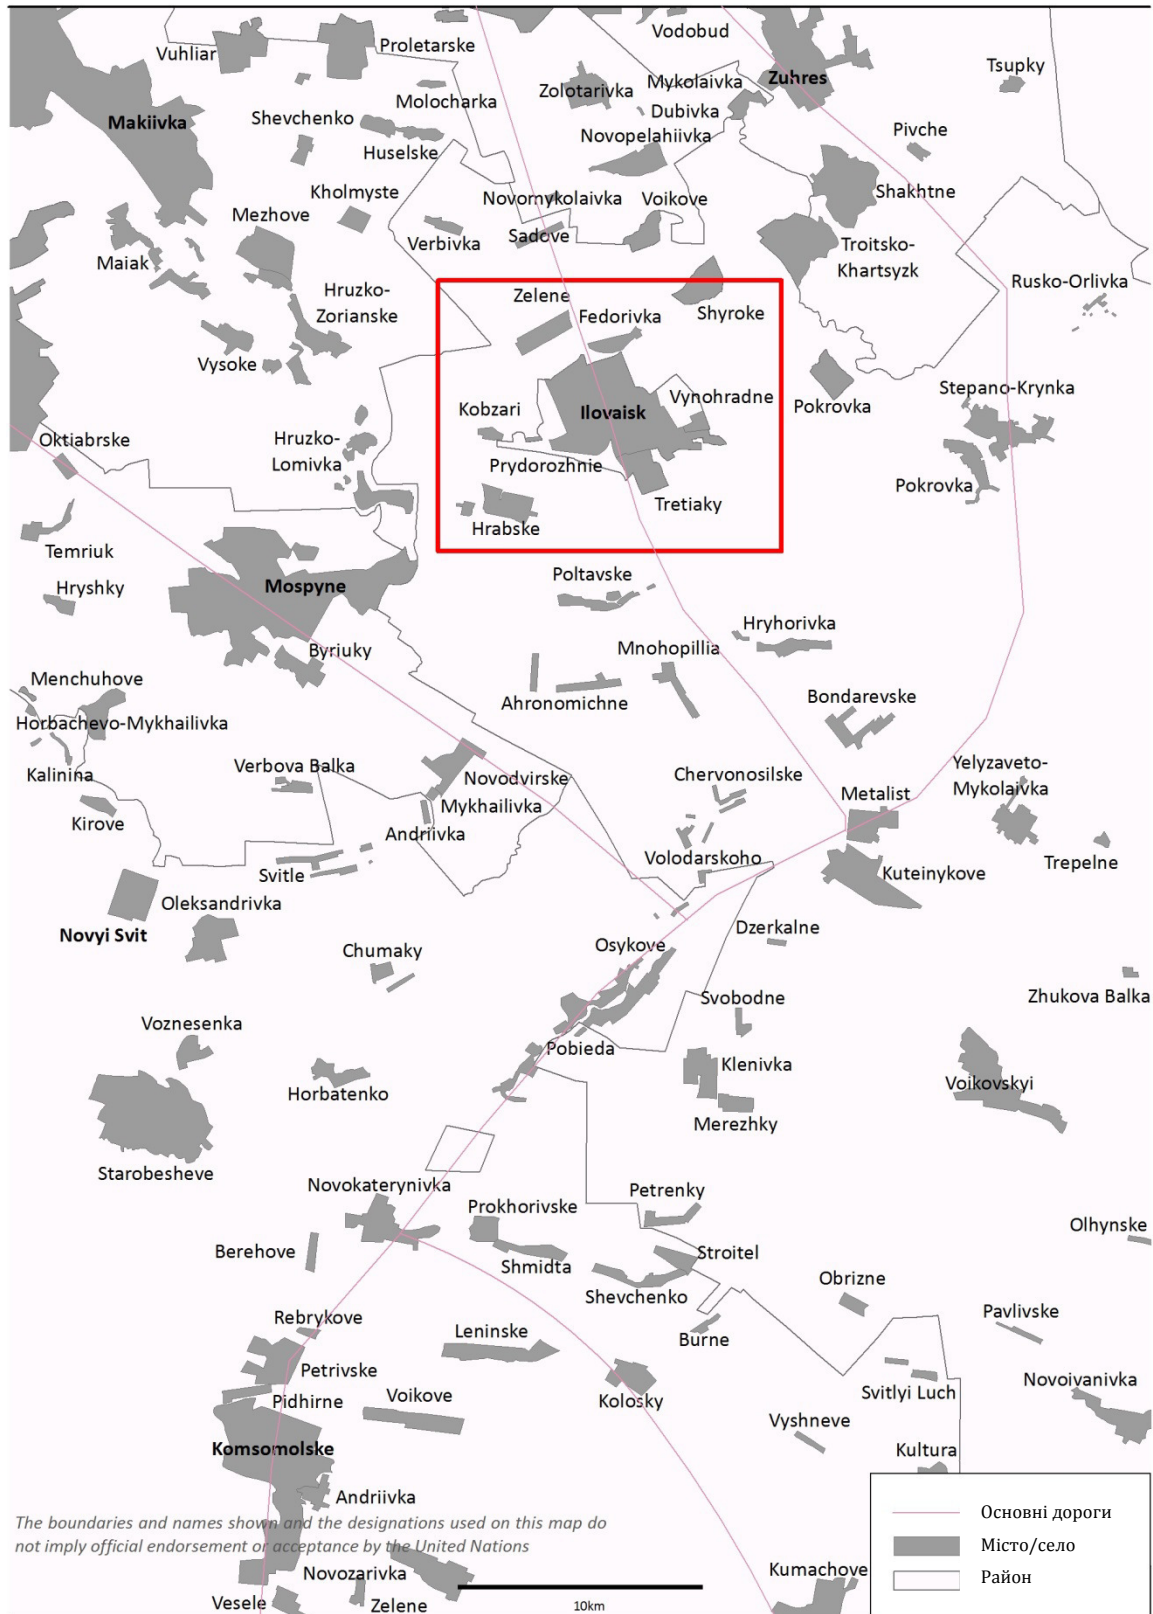 Vodobud
Proletarske
Vuhliar
Tsupky
Zuhres
Mykolaivka
Zolotarivka
Molocharka
Dubivka
Shevchenko
Makiivka
Pivche
Novopelahiivka
Huselske
Kholmyste
Shakhtne
Novomykolaivka
Voikove
Mezhove
Verbivka
Sadove
Troitsko-
Khartsyzk
Maiak
Rusko-Orlivka
Hruzko-
Zorianske
Zelene
Shyroke
Fedorivka
Vysoke
Stepano-Krynka
Vynohradne
Pokrovka
Kobzari
Ilovaisk
Oktiabrske
Hruzko-
Lomivka
Prydorozhnie
Pokrovka
Tretiaky
Hrabske
Temriuk
Poltavske
Hryshky
Mospyne
Hryhorivka
Byriuky
Mnohopillia
Menchuhove
Bondarevske
Ahronomichne
Horbachevo-Mykhailivka
Yelyzaveto-
Mykolaivka
Kalinina
Verbova Balka
Novodvirske
Chervonosilske
Metalist
Mykhailivka
Kirove
Andriivka
Volodarskoho
Trepelne
Svitle
Kuteinykove
Oleksandrivka
Novyi Svit
Dzerkalne
Osykove
Chumaky
Zhukova Balka
Svobodne
Voznesenka
Pobieda
Klenivka
Horbatenko
Voikovskyi
Merezhky
Starobesheve
Novokaterynivka
Petrenky
Prokhorivske
Olhynske
Berehove
Stroitel
Shmidta
Obrizne
Shevchenko
Pavlivske
Rebrykove
Leninske
Burne
Petrivske
Novoivanivka
Voikove
Svitlyi Luch
Pidhirne
Kolosky
Vyshneve
Komsomolske
Kultura
Andriivka
Основні дороги
The boundaries and names shown and the designations used on this map do
not imply official endorsement or acceptance by the United Nations
Місто/село
Район
Kumachove
Novozarivka
Vesele
Zelene
10km